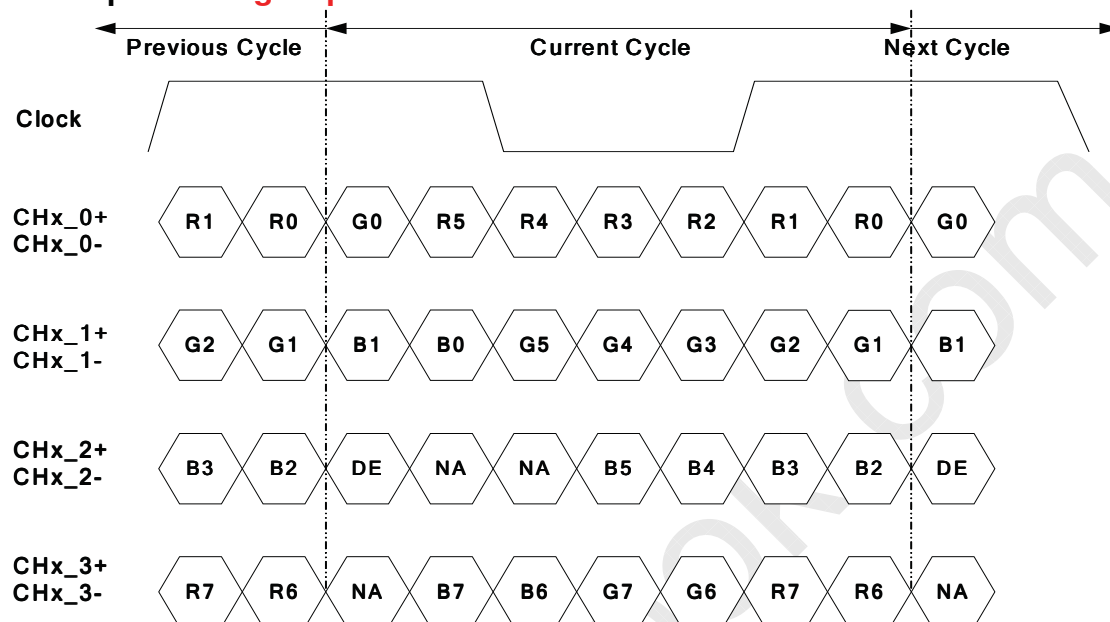 Previous Cycle Current Cycle Next Cycle
Clock
CHx_0+
CHx_0-
R1 R0 G0 R5 R4 R3 R2 R1 R0 G0
CHx_1+
CHx_1-
G2 G1 B1 B0 G5 G4 G3 G2 G1 B1
CHx_2+
CHx_2-
B3 B2 DE NA NA B5 B4 B3 B2 DE
CHx_3+
CHx_3-
R7 R6 NA B7 B6 G7 G6 R7 R6 NA